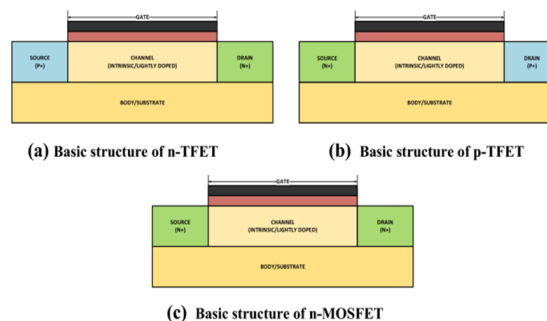 GATE
SOURCE
(P+)
CHANNEL
(INTRINSIC/LIGHTLY DOPED)
DRAIN
(N+)
BODY/SUBSTRATE
(a) Basic structure of n-TFET
GATE
SOURCE
(N+)
CHANNEL
(INTRINSIC/LIGHTLY DOPED)
DRAIN
(P+)
BODY/SUBSTRATE
(b) Basic structure of p-TFET
GATE
SOURCE
(N+)
CHANNEL
(INTRINSIC/LIGHTLY DOPED)
DRAIN
(N+)
BODY/SUBSTRATE
(c) Basic structure of n-MOSFET